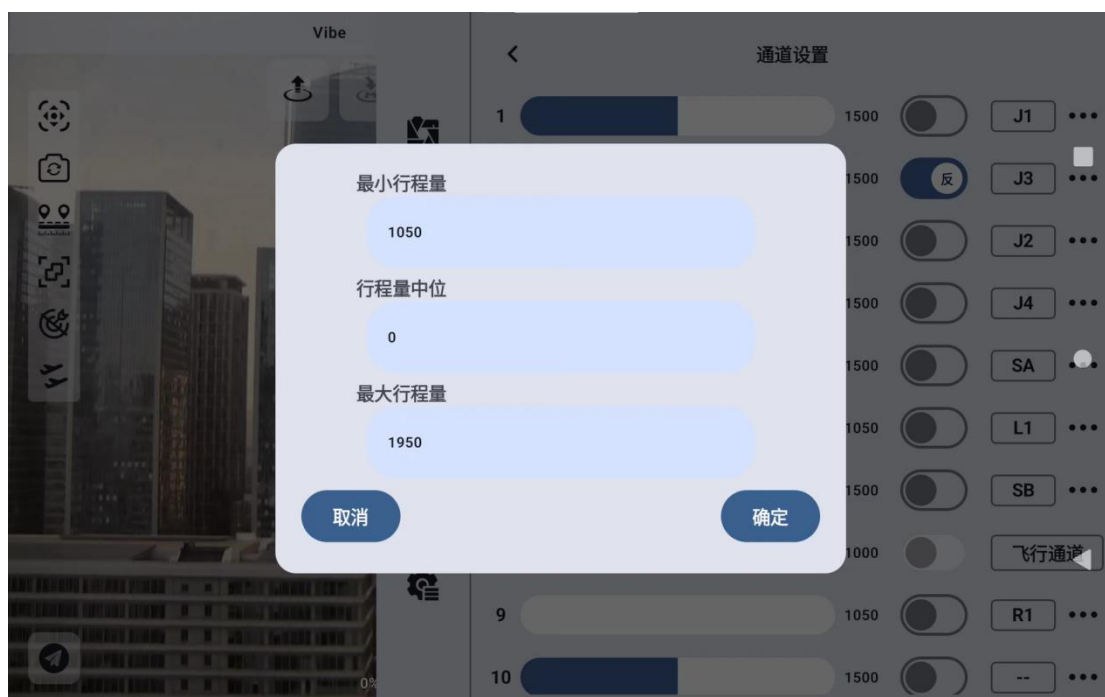 Vibe
通道设置
1 1500 J1
1500 反 J3
1500 J2
1500 J4
1500 SA
1050 L1
1500 SB
1000 飞行通道
9 1050 R1
10 1500 --
最小行程量
1050
行程量中位
0
最大行程量
1950
取消 确定
0%